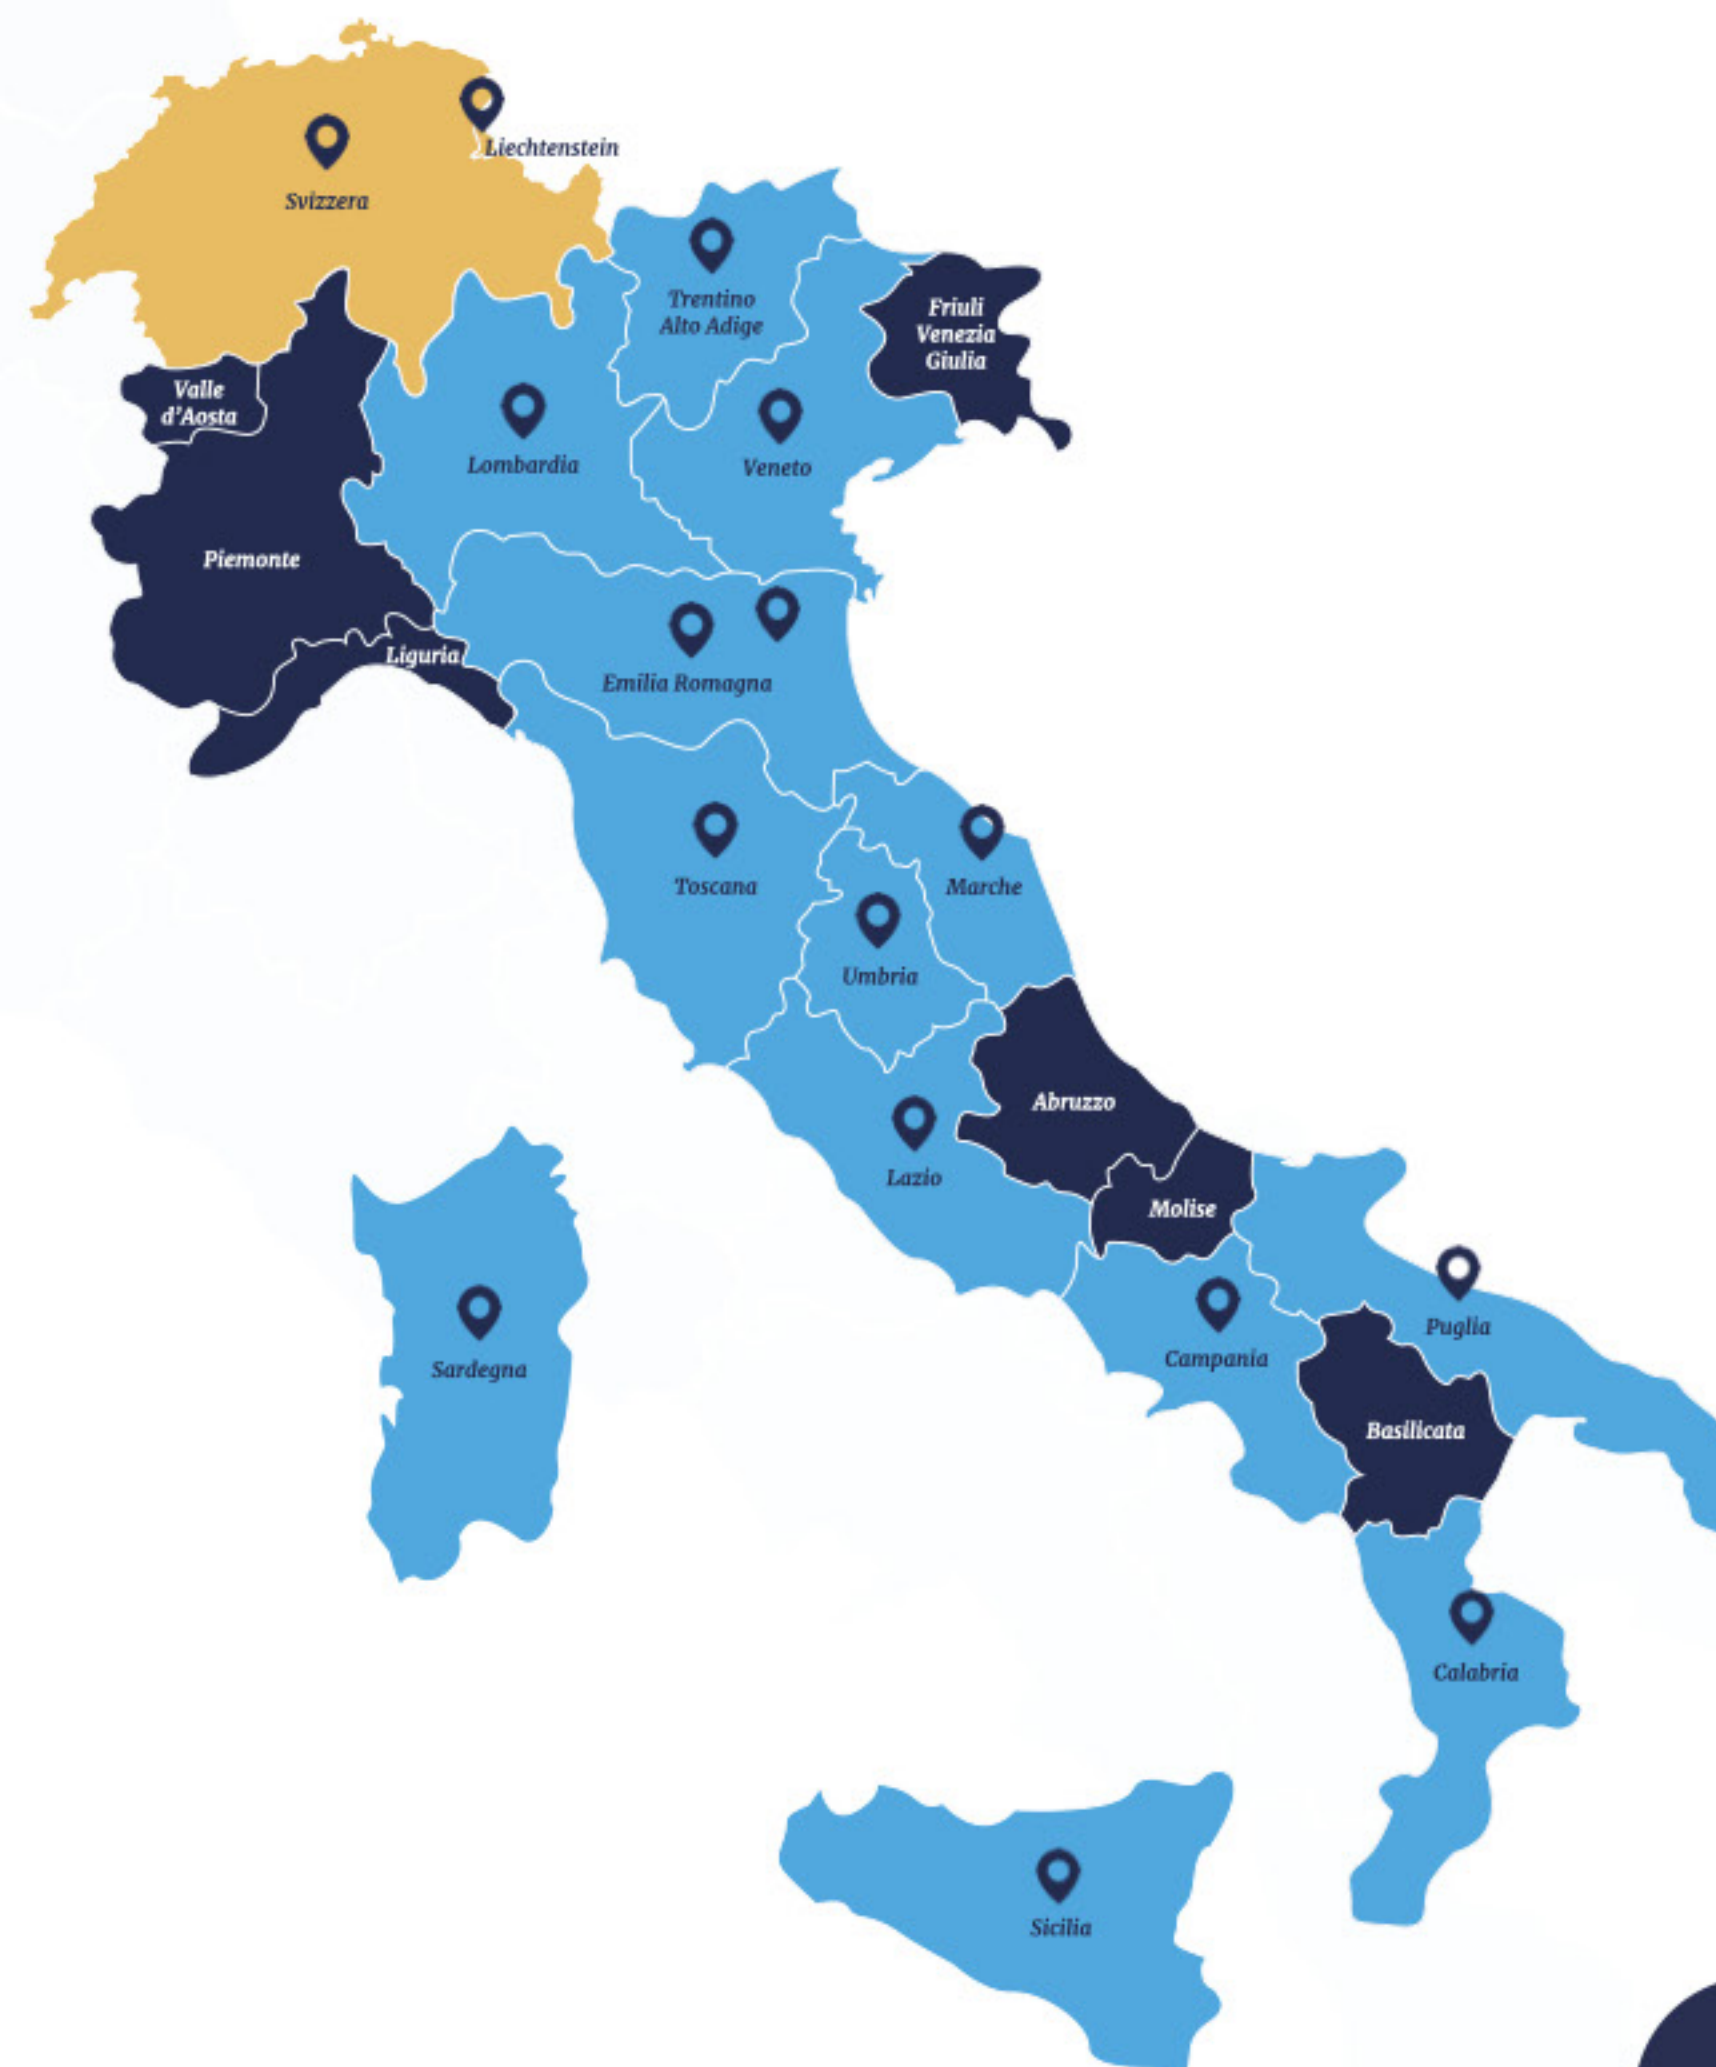 Liechtenstein
Svizzera
Trentino
Alto Adige
Friuli
Venezia
Giulia
Valle
d'Aosta
Lombardia
Veneto
Piemonte
Liguria
Emilia Romagna
Toscana
Marche
Umbria
Abruzzo
Lazio
Molise
Puglia
Campania
Sardegna
Basilicata
Calabria
Sicilia